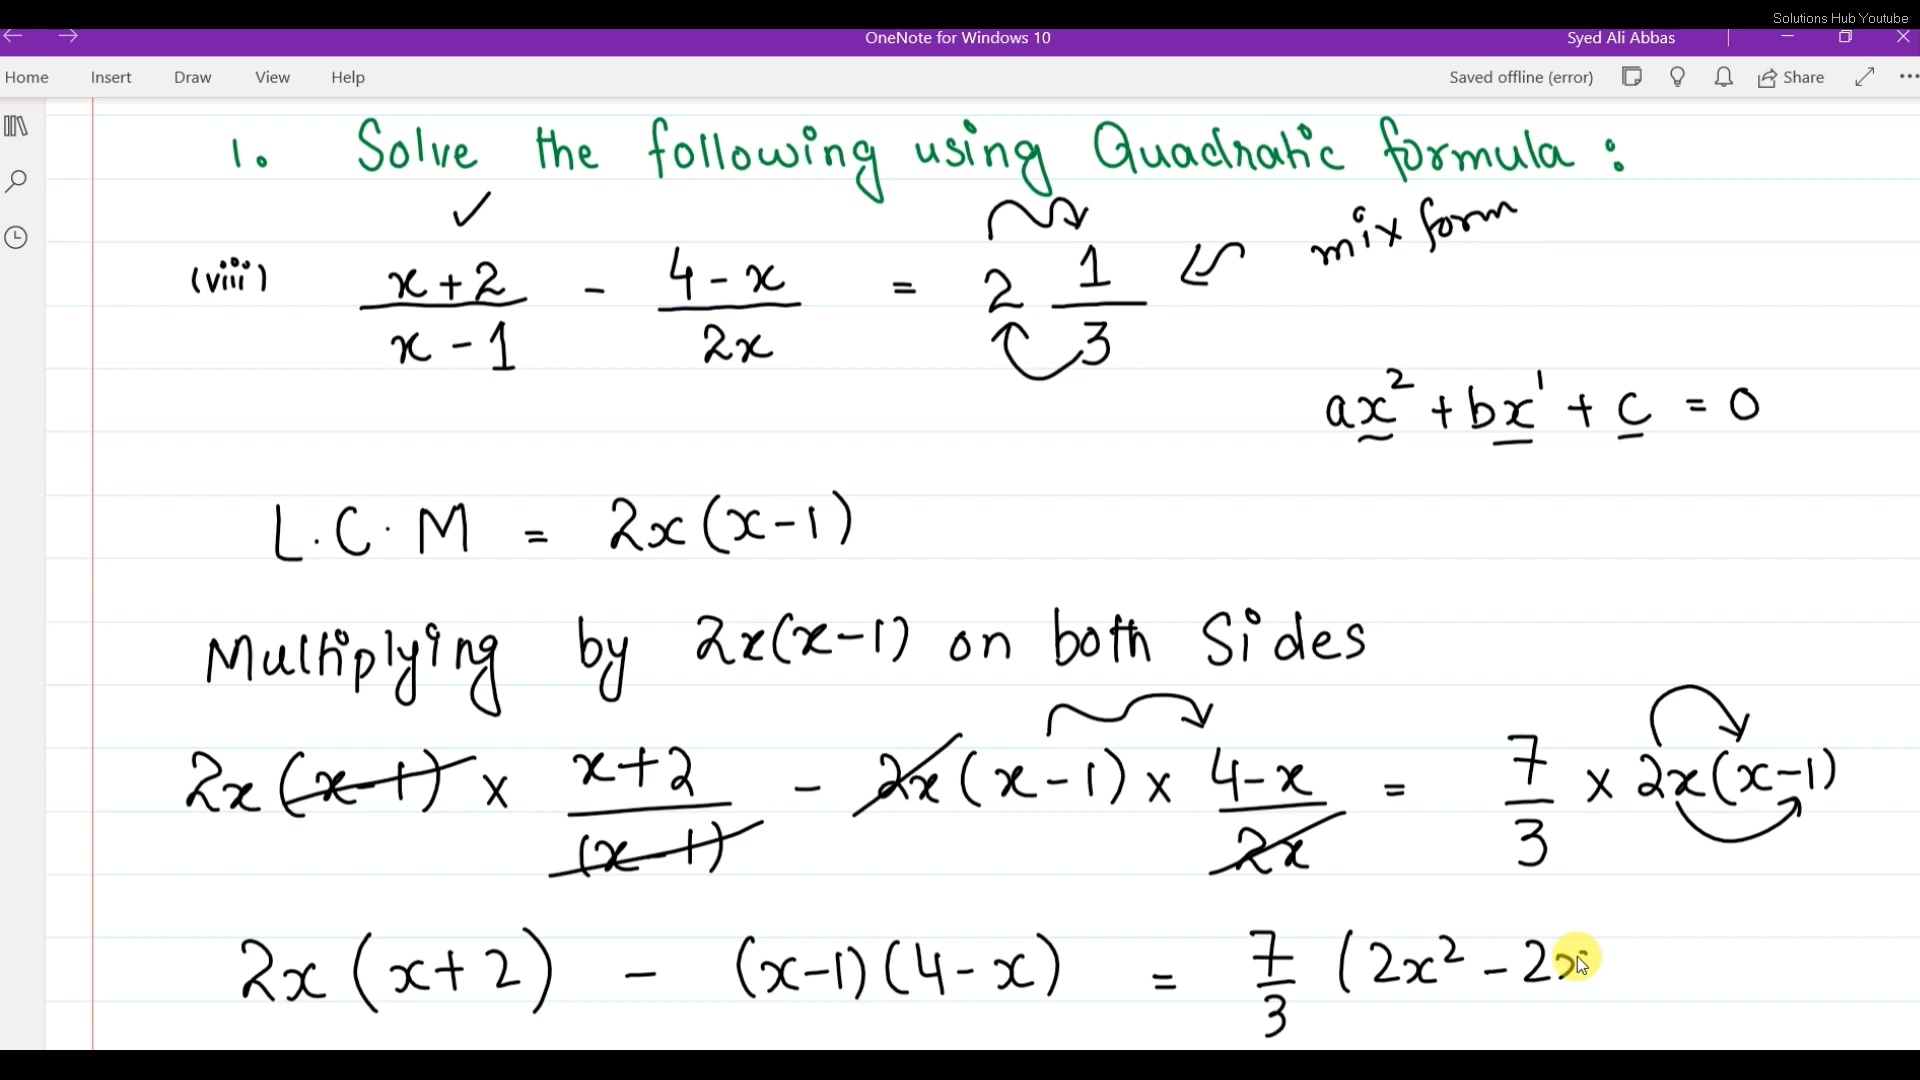 Solutions Hub Youtube
OneNote for Windows 10 Syed Ali Abbas
Home Insert Draw View Help Saved offline (error) Share
1. Solve the following using Quadratic formula :
mix form
(viii) x+2/x-1 - 4-x/2x = 2 1/3
ax² + bx¹ + c = 0
L.C.M = 2x(x-1)
Multiplying by 2x(x-1) on both Sides
2x(x-1) × x+2/(x-1) - 2x(x-1) × 4-x/2x = 7/3 × 2x(x-1)
2x(x+2) - (x-1)(4-x) = 7/3 (2x² - 2x